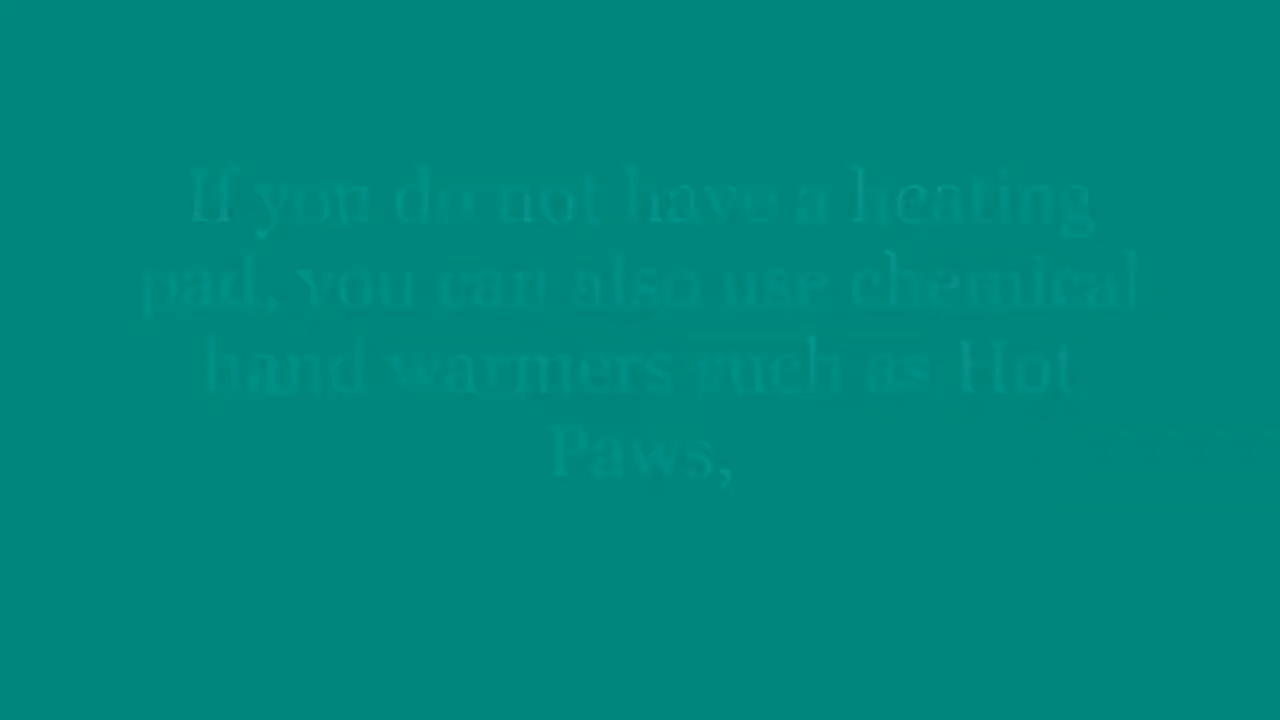 If you do not have a heating
pad, you can also use chemical
hand warmers such as Hot
Paws,